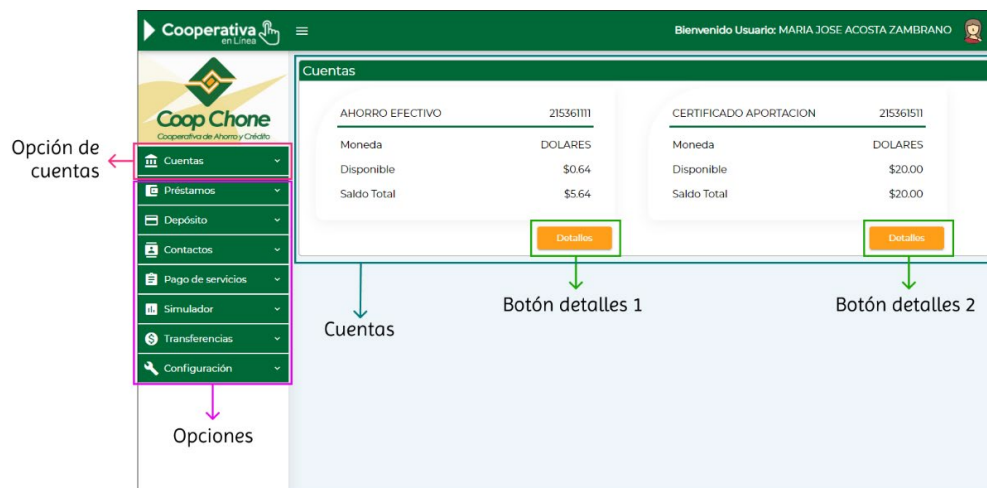 Cooperativa
en Línea
Bienvenido Usuario: MARIA JOSE ACOSTA ZAMBRANO
Coop Chone
Cooperativa de Ahorro y Crédito
Cuentas
AHORRO EFECTIVO 215361111
Moneda DOLARES
Disponible $0.64
Saldo Total $5.64
Detalles
CERTIFICADO APORTACION 215361511
Moneda DOLARES
Disponible $20.00
Saldo Total $20.00
Detalles
Opción de
cuentas
Cuentas
Préstamos
Depósito
Contactos
Pago de servicios
Simulador
Transferencias
Configuración
Cuentas
Botón detalles 1
Botón detalles 2
Opciones